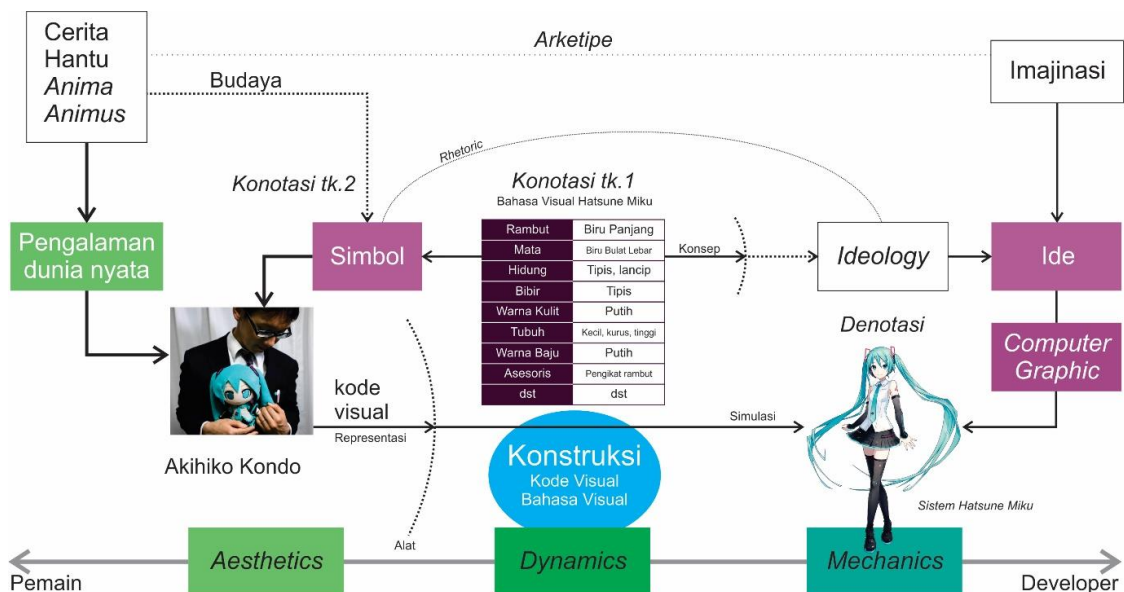 Cerita
Hantu
Anima
Animus
Arketipe
Imajinasi
Budaya
Rhetoric
Konotasi tk.2
Konotasi tk.1
Bahasa Visual Hatsune Miku
Pengalaman
dunia nyata
Simbol
Rambut Biru Panjang
Mata Biru Bulat Lebar
Hidung Tipis, lancip
Bibir Tipis
Warna Kulit Putih
Tubuh Kecil, kurus, tinggi
Warna Baju Putih
Asesoris Pengikat rambut
dst dst
Konsep
Ideology
Ide
Denotasi
Computer
Graphic
kode
visual
Representasi
Simulasi
Akihiko Kondo
Konstruksi
Kode Visual
Bahasa Visual
Sistem Hatsune Miku
Alat
Aesthetics
Dynamics
Mechanics
Pemain
Developer